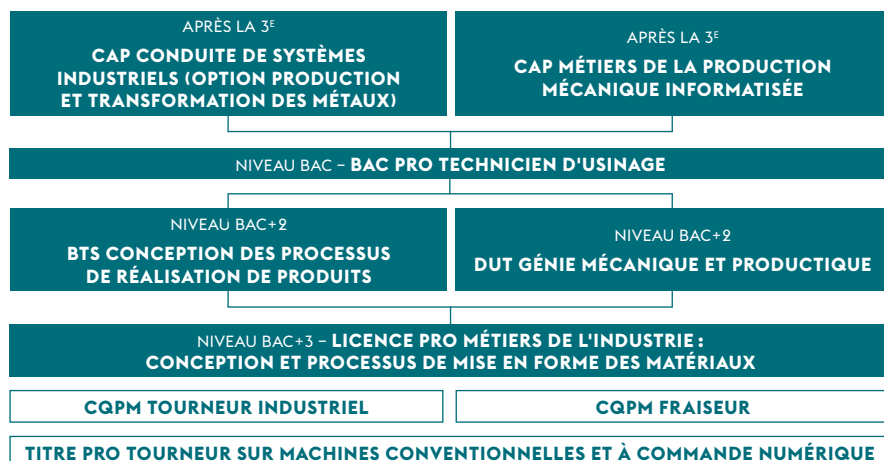 APRÈS LA 3E
CAP CONDUITE DE SYSTÈMES
INDUSTRIELS (OPTION PRODUCTION
ET TRANSFORMATION DES MÉTAUX)
APRÈS LA 3E
CAP MÉTIERS DE LA PRODUCTION
MÉCANIQUE INFORMATISÉE
NIVEAU BAC – BAC PRO TECHNICIEN D'USINAGE
NIVEAU BAC+2
BTS CONCEPTION DES PROCESSUS
DE RÉALISATION DE PRODUITS
NIVEAU BAC+2
DUT GÉNIE MÉCANIQUE ET PRODUCTIQUE
NIVEAU BAC+3 – LICENCE PRO MÉTIERS DE L'INDUSTRIE :
CONCEPTION ET PROCESSUS DE MISE EN FORME DES MATÉRIAUX
CQPM TOURNEUR INDUSTRIEL
CQPM FRAISEUR
TITRE PRO TOURNEUR SUR MACHINES CONVENTIONNELLES ET À COMMANDE NUMÉRIQUE